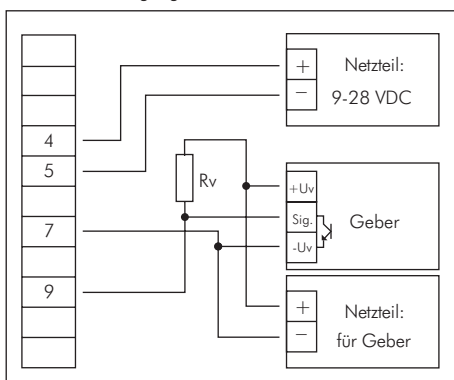 4
5
7
9
Rv
+
−
Netzteil:
9-28 VDC
+Uv
Sig.
-Uv
Geber
+
−
Netzteil:
für Geber